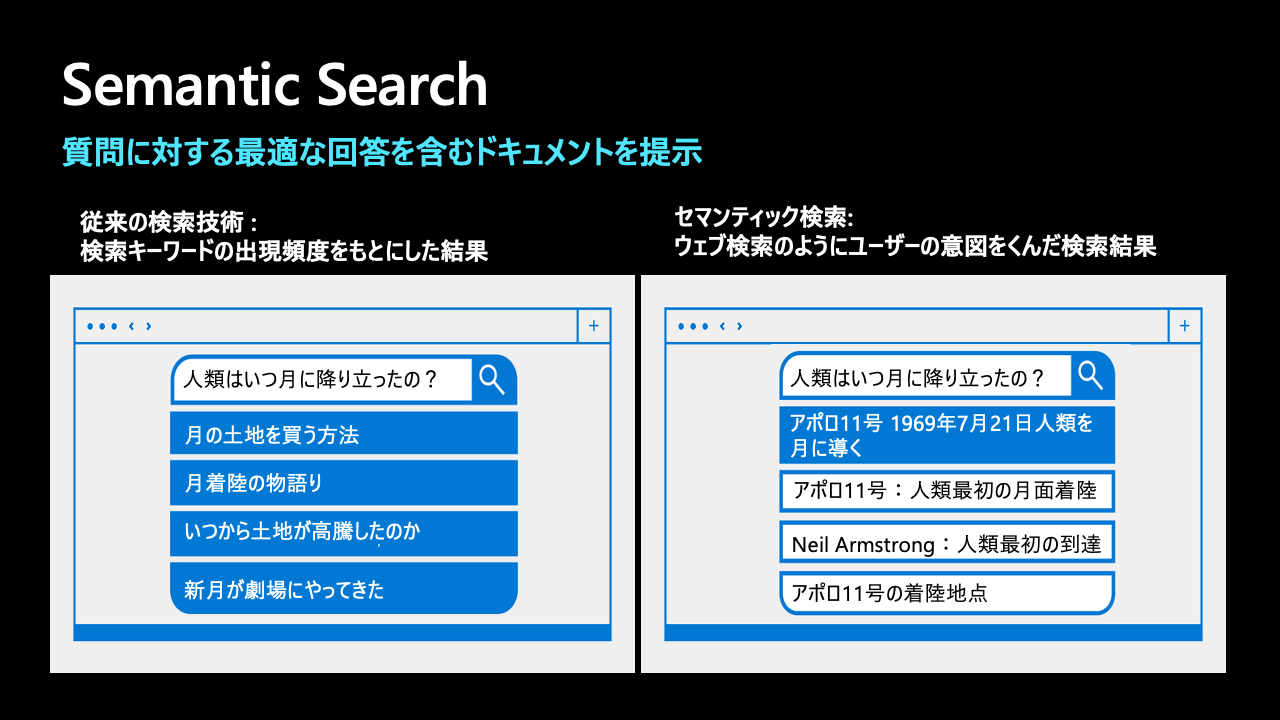 Semantic Search
質問に対する最適な回答を含むドキュメントを提示
従来の検索技術 :
検索キーワードの出現頻度をもとにした結果
人類はいつ月に降り立ったの？
月の土地を買う方法
月着陸の物語り
いつから土地が高騰したのか
新月が劇場にやってきた
セマンティック検索:
ウェブ検索のようにユーザーの意図をくんだ検索結果
人類はいつ月に降り立ったの？
アポロ11号 1969年7月21日人類を
月に導く
アポロ11号：人類最初の月面着陸
Neil Armstrong：人類最初の到達
アポロ11号の着陸地点